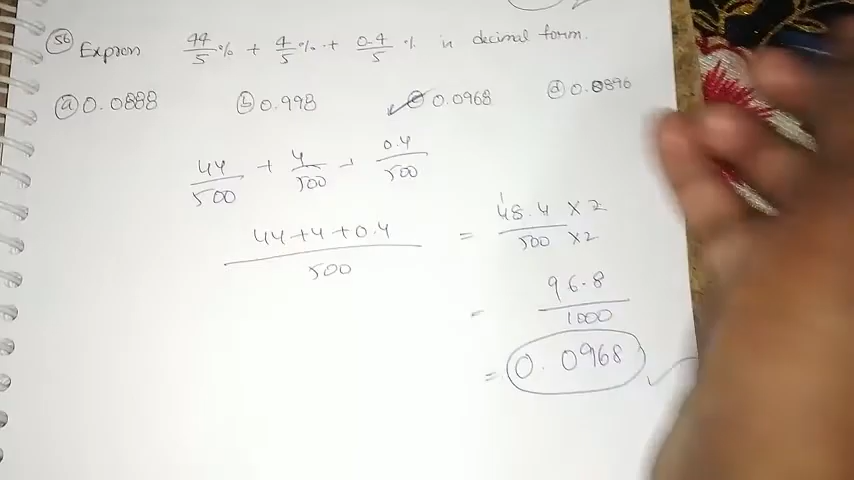 56 Express 44/5 % + 4/5 % + 0.4/5 % in decimal form.
a 0.0888 b 0.998 c 0.0968 d 0.0896
44/500 + 4/500 + 0.4/500
44+4+0.4/500 = 48.4 × 2/500 × 2
= 96.8/1000
= 0.0968